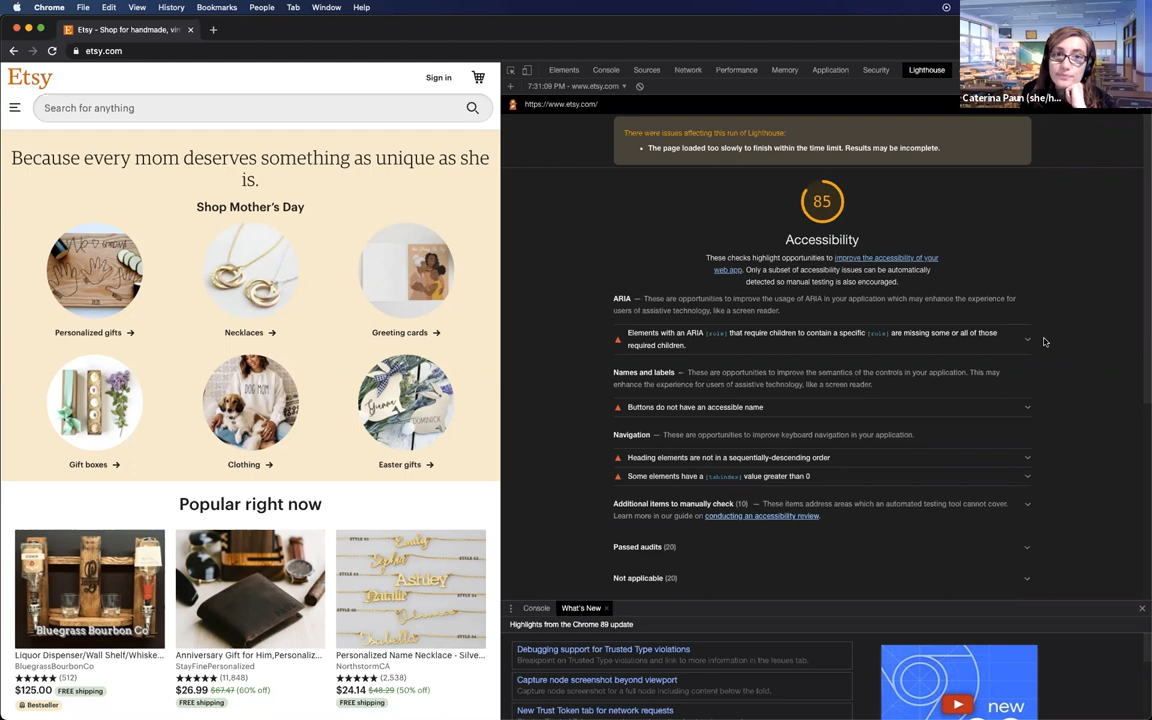 Chrome File Edit View History Bookmarks People Tab Window Help
Etsy - Shop for handmade, vin
etsy.com
Etsy
Sign in
Search for anything
Because every mom deserves something as unique as she
is.
Shop Mother's Day
Personalized gifts →
Necklaces →
Greeting cards →
DOG MOM
DOMINICK
Gift boxes →
Clothing →
Easter gifts →
Popular right now
Bluegrass Bourbon Co
Ashley
Liquor Dispenser/Wall Shelf/Whiske...
BluegrassBourbonCo
★★★★★ (512)
$125.00 FREE shipping
Bestseller
Anniversary Gift for Him,Personaliz...
StayFinePersonalized
★★★★★ (11,848)
$26.99 $67.47 (60% off)
FREE shipping
Personalized Name Necklace - Silve...
NorthstormCA
★★★★★ (2,538)
$24.14 $48.29 (50% off)
FREE shipping
Elements Console Sources Network Performance Memory Application Security Lighthouse
7:31:09 PM - www.etsy.com
https://www.etsy.com/
There were issues affecting this run of Lighthouse:
• The page loaded too slowly to finish within the time limit. Results may be incomplete.
85
Accessibility
These checks highlight opportunities to improve the accessibility of your
web app. Only a subset of accessibility issues can be automatically
detected so manual testing is also encouraged.
ARIA — These are opportunities to improve the usage of ARIA in your application which may enhance the experience for
users of assistive technology, like a screen reader.
Elements with an ARIA [role] that require children to contain a specific [role] are missing some or all of those
required children.
Names and labels — These are opportunities to improve the semantics of the controls in your application. This may
enhance the experience for users of assistive technology, like a screen reader.
Buttons do not have an accessible name
Navigation — These are opportunities to improve keyboard navigation in your application.
Heading elements are not in a sequentially-descending order
Some elements have a [tabindex] value greater than 0
Additional items to manually check (10) — These items address areas which an automated testing tool cannot cover.
Learn more in our guide on conducting an accessibility review.
Passed audits (20)
Not applicable (20)
Console What's New
Highlights from the Chrome 89 update
Debugging support for Trusted Type violations
Breakpoint on Trusted Type violations and link to more information in the Issues tab.
Capture node screenshot beyond viewport
Capture node screenshot for a full node including content below the fold.
New Trust Token tab for network requests
new
Caterina Paun (she/h...